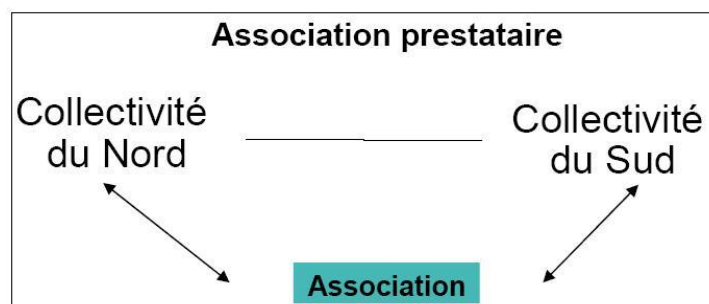 Association prestataire
Collectivité
du Nord
Collectivité
du Sud
Association